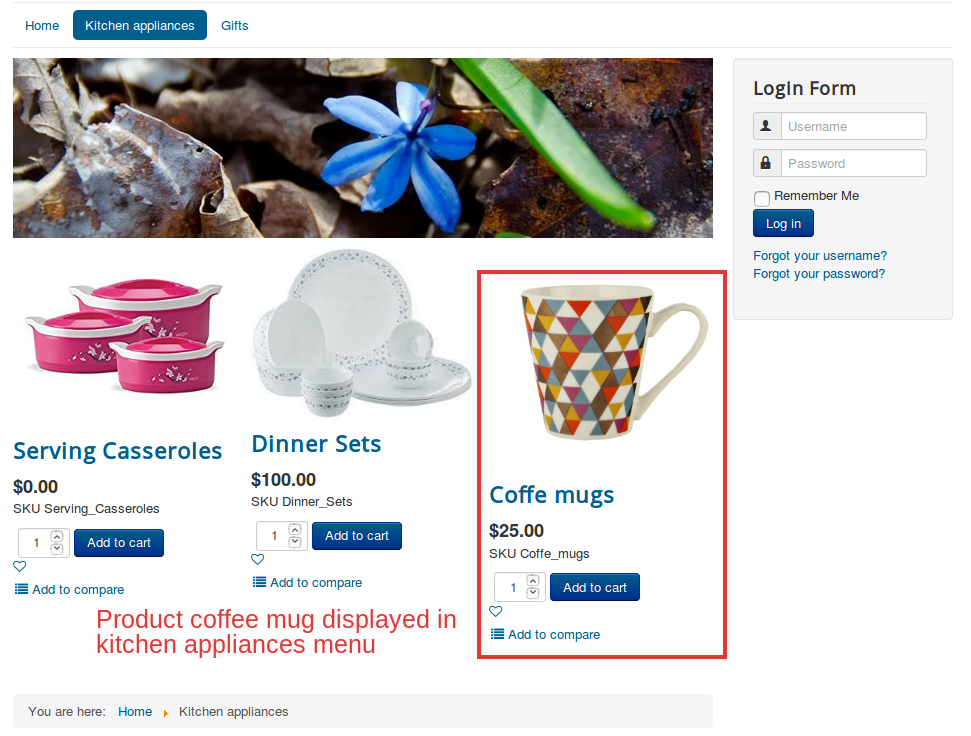 Home
Kitchen appliances
Gifts
Login Form
Username
Password
Remember Me
Log in
Forgot your username?
Forgot your password?
Serving Casseroles
$0.00
SKU Serving_Casseroles
1
Add to cart
Add to compare
Dinner Sets
$100.00
SKU Dinner_Sets
1
Add to cart
Add to compare
Coffe mugs
$25.00
SKU Coffe_mugs
1
Add to cart
Add to compare
Product coffee mug displayed in
kitchen appliances menu
You are here: Home Kitchen appliances